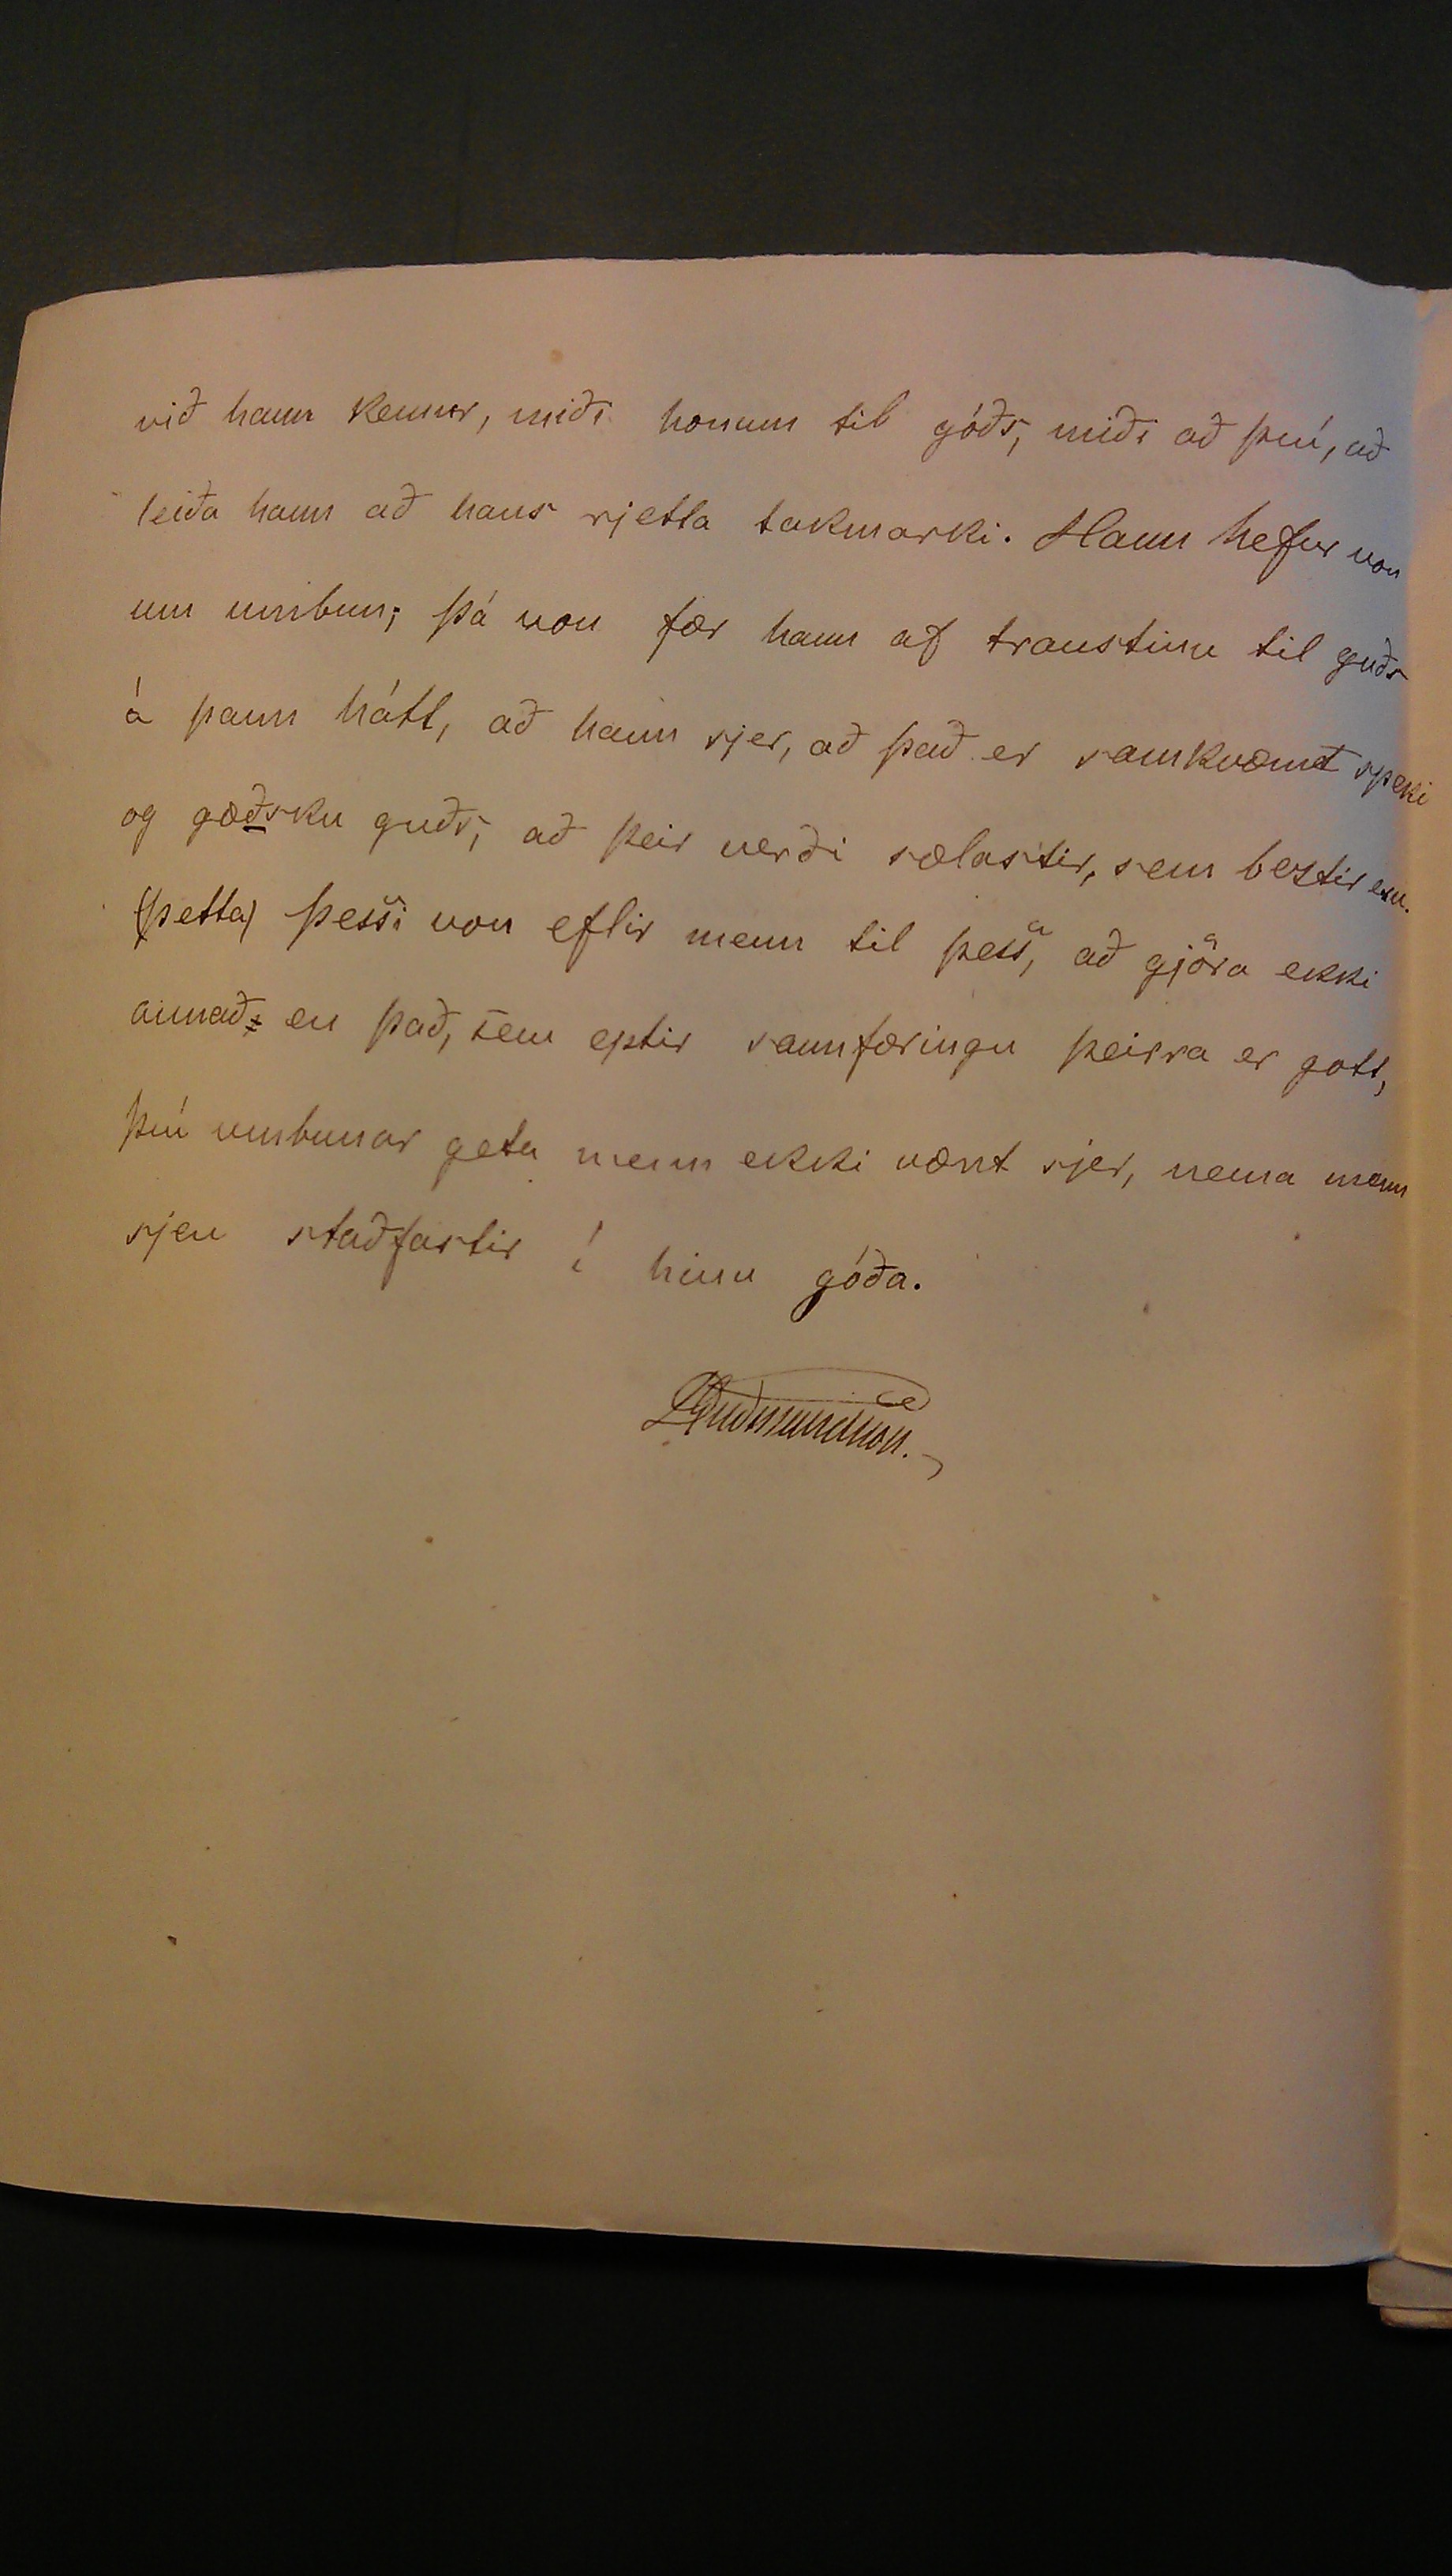 við hann kemur, miði honum til góðs, miði að því, að
leiða hann að hans rjetta takmarki. Hann hefur von
um umbun; þá von fær hann af traustinu til guðs
á þann hátt, að hann sjer, að það er samkvæmt speki
og gæðsku guðs, að þeir verði sælastir, sem beztir eru.
(þetta) þessi von eflir menn til þess, að gjöra ekki
annað en það, sem eptir sannfæringu þeirra er gott,
því umbunar geta menn ekki vænt sjer, nema menn
sjeu staðfastir í hinu góða.
Guðmundsson.